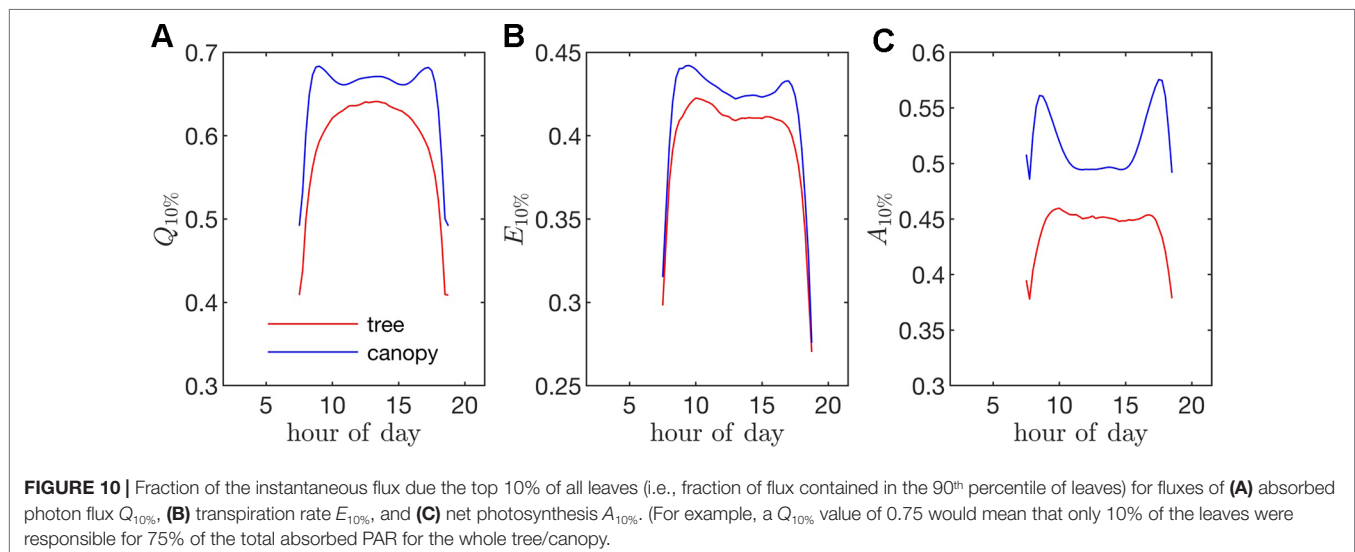 A
B
C
0.7
0.6
0.5
0.4
0.3
Q10%
tree
canopy
5
10
15
20
hour of day
0.45
0.4
0.35
0.3
0.25
E10%
5
10
15
20
hour of day
0.6
0.55
0.5
0.45
0.4
0.35
0.3
A10%
5
10
15
20
hour of day
FIGURE 10 | Fraction of the instantaneous flux due the top 10% of all leaves (i.e., fraction of flux contained in the 90th percentile of leaves) for fluxes of (A) absorbed
photon flux Q10%, (B) transpiration rate E10%, and (C) net photosynthesis A10%. (For example, a Q10% value of 0.75 would mean that only 10% of the leaves were
responsible for 75% of the total absorbed PAR for the whole tree/canopy.